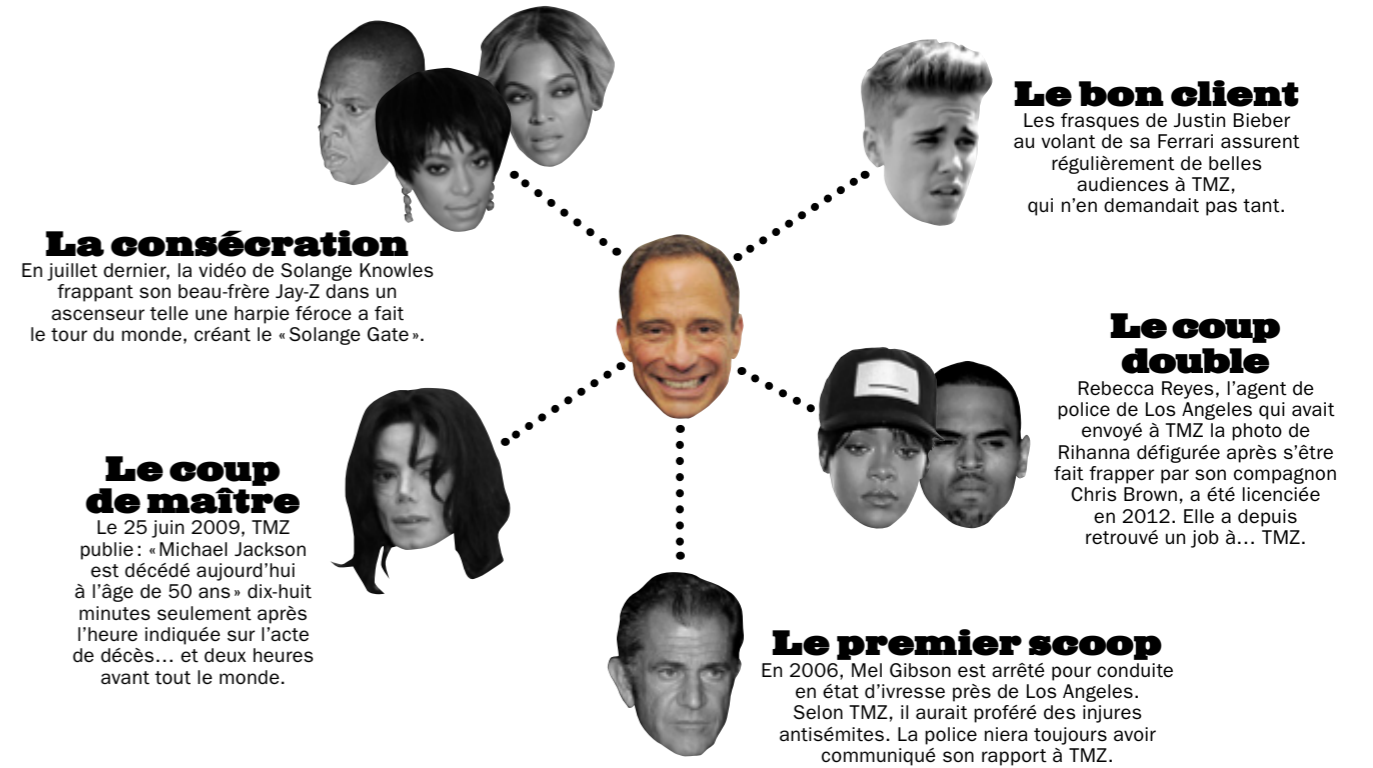 La consécration
En juillet dernier, la vidéo de Solange Knowles
frappant son beau-frère Jay-Z dans un
ascenseur telle une harpie féroce a fait
le tour du monde, créant le « Solange Gate ».
Le bon client
Les frasques de Justin Bieber
au volant de sa Ferrari assurent
régulièrement de belles
audiences à TMZ,
qui n’en demandait pas tant.
Le coup
de maître
Le 25 juin 2009, TMZ
publie : « Michael Jackson
est décédé aujourd’hui
à l’âge de 50 ans » dix-huit
minutes seulement après
l’heure indiquée sur l’acte
de décès… et deux heures
avant tout le monde.
Le coup
double
Rebecca Reyes, l’agent de
police de Los Angeles qui avait
envoyé à TMZ la photo de
Rihanna défigurée après s’être
fait frapper par son compagnon
Chris Brown, a été licenciée
en 2012. Elle a depuis
retrouvé un job à… TMZ.
Le premier scoop
En 2006, Mel Gibson est arrêté pour conduite
en état d’ivresse près de Los Angeles.
Selon TMZ, il aurait proféré des injures
antisémites. La police niera toujours avoir
communiqué son rapport à TMZ.